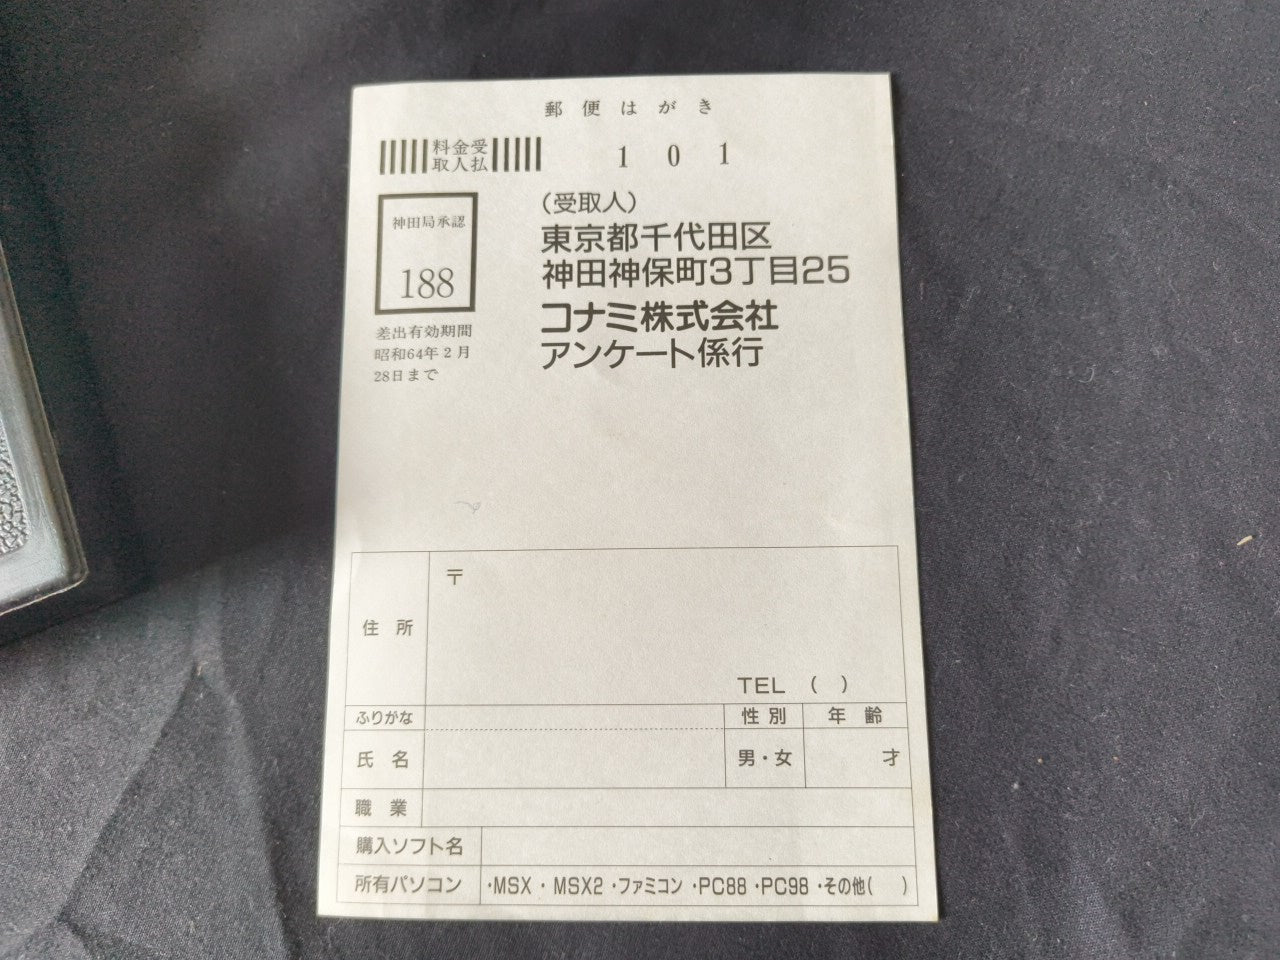 郵便はがき
料金受
取人払
101
神田局承認
188
差出有効期間
昭和64年2月
28日まで
(受取人)
東京都千代田区
神田神保町3丁目25
コナミ株式会社
アンケート係行
〒
住所
TEL ( )
ふりがな
性別
年齢
氏名
男・女
才
職業
購入ソフト名
所有パソコン
・MSX ・ MSX2 ・ファミコン ・PC88 ・PC98 ・その他( )